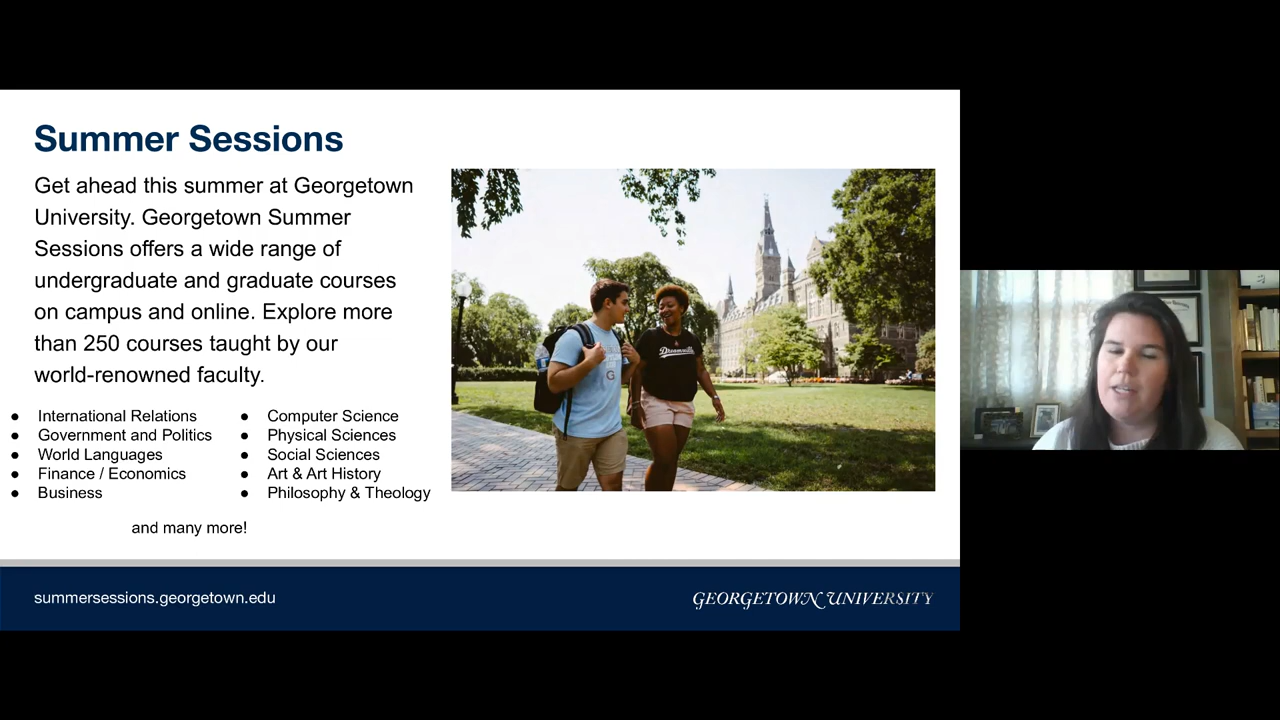 Summer Sessions
Get ahead this summer at Georgetown
University. Georgetown Summer
Sessions offers a wide range of
undergraduate and graduate courses
on campus and online. Explore more
than 250 courses taught by our
world-renowned faculty.
● International Relations
● Government and Politics
● World Languages
● Finance / Economics
● Business
● Computer Science
● Physical Sciences
● Social Sciences
● Art & Art History
● Philosophy & Theology
and many more!
Dreamville
G
summersessions.georgetown.edu
GEORGETOWN UNIVERSITY